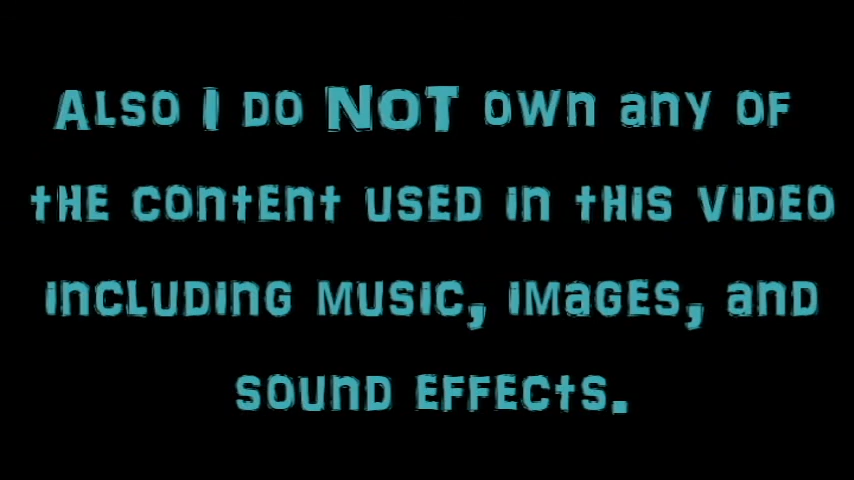 Also I do NOT own any of
the content used in this video
including music, images, and
sound effects.